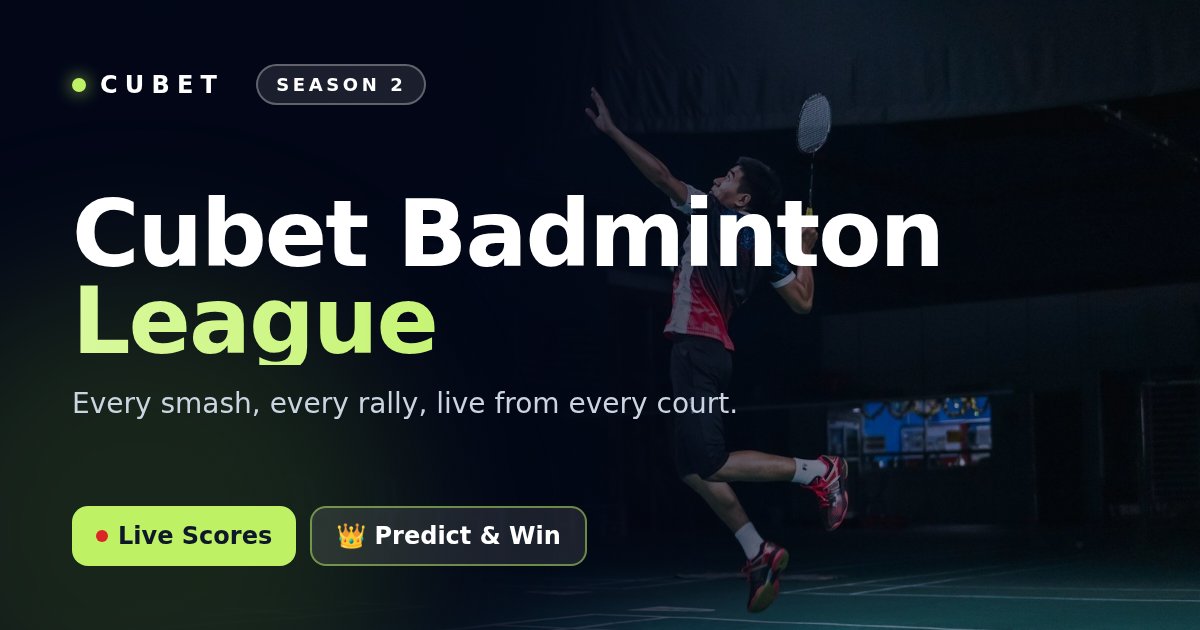 CUBET
SEASON 2
Cubet Badminton
League
Every smash, every rally, live from every court.
Live Scores
👑 Predict & Win